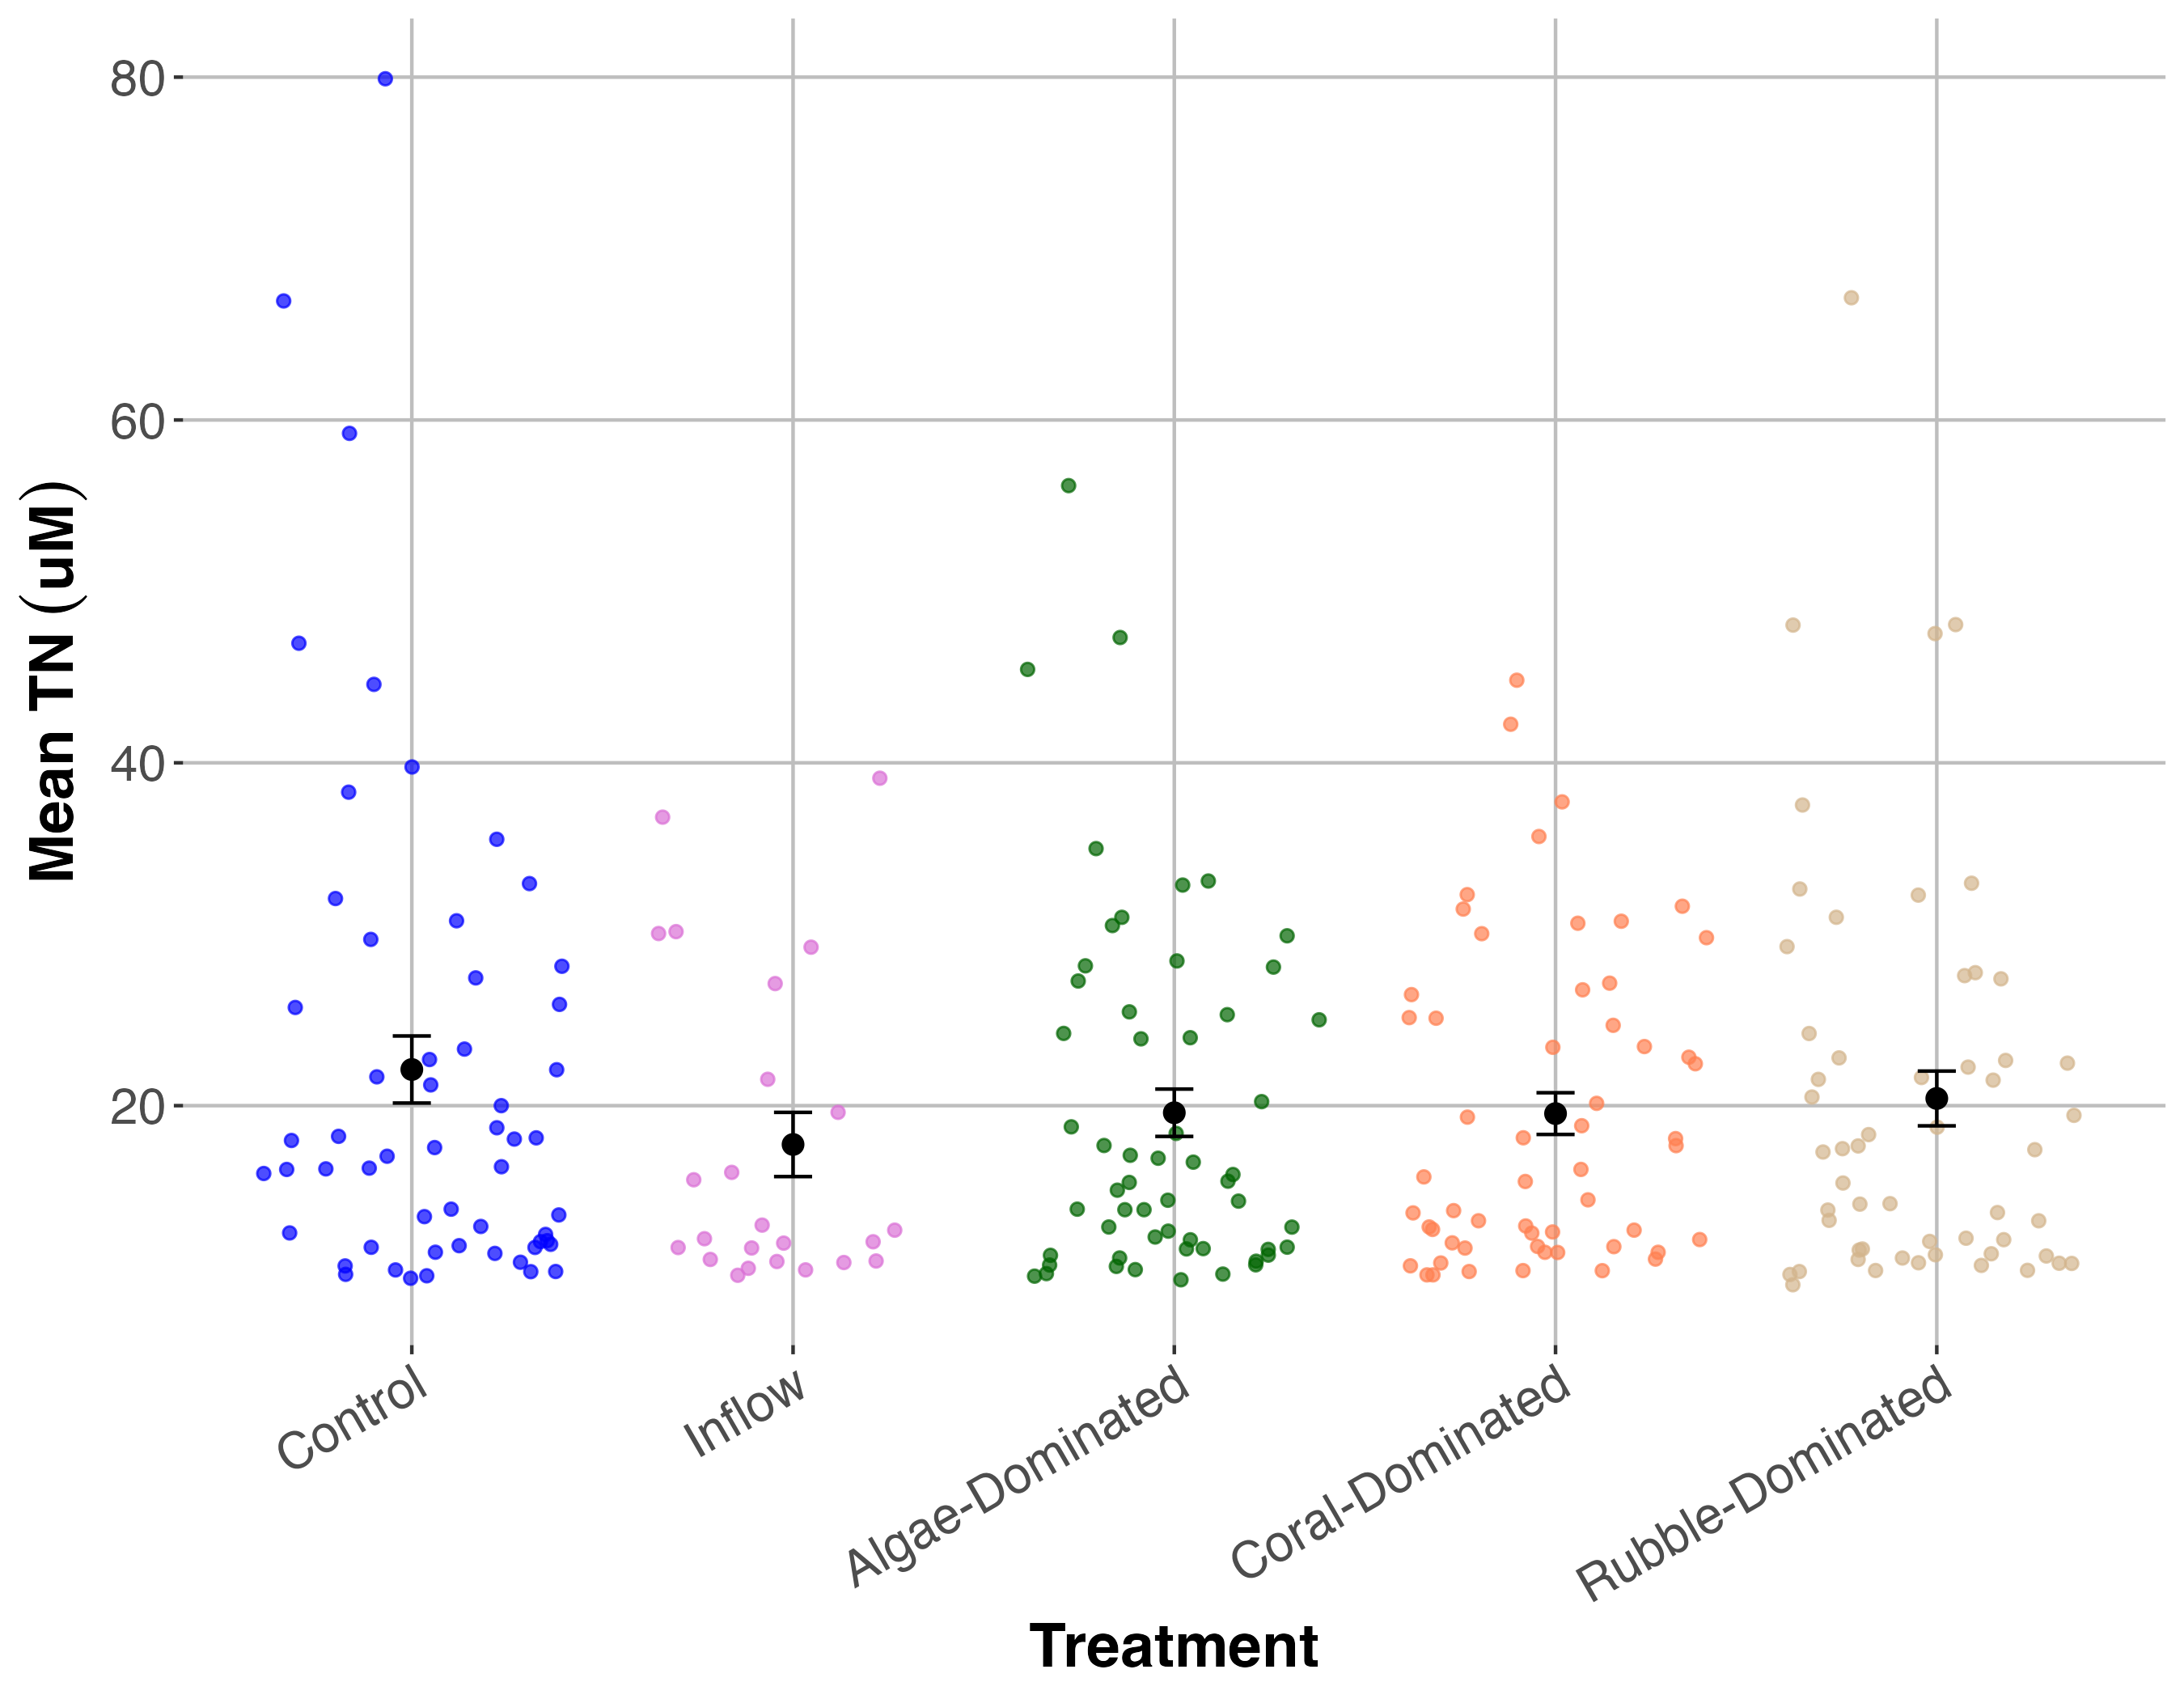 Mean TN (uM)
80
60
40
20
Control
Inflow
Algae-Dominated
Coral-Dominated
Rubble-Dominated
Treatment